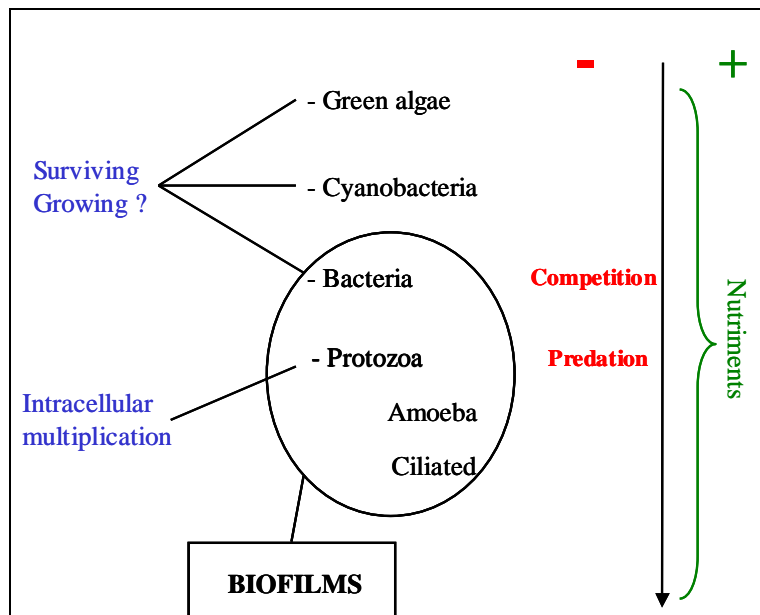 - +
- Green algae
Surviving
Growing ?
- Cyanobacteria
- Bacteria
Competition
- Protozoa
Predation
Nutriments
Intracellular
multiplication
Amoeba
Ciliated
BIOFILMS